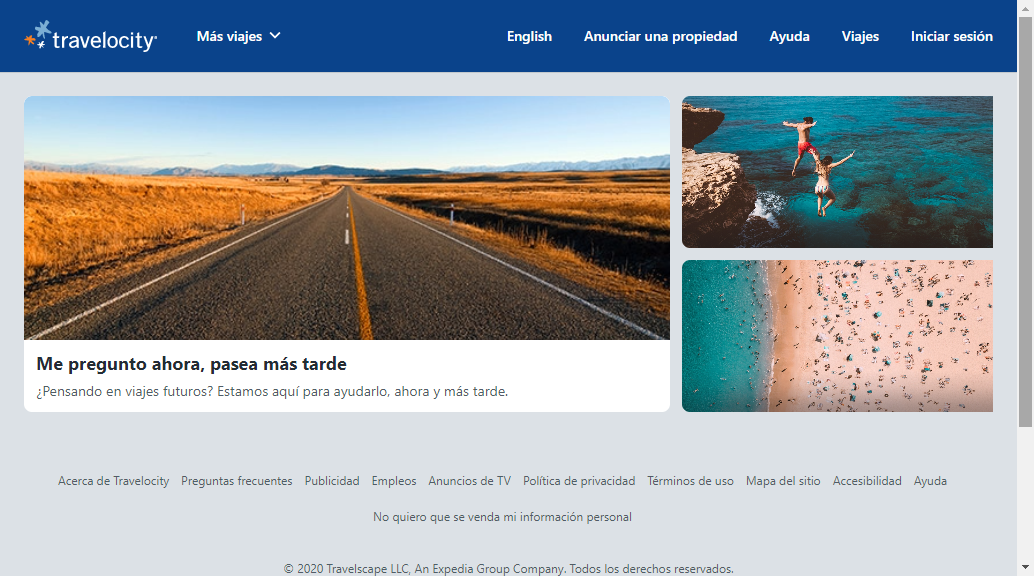 travelocity
Más viajes
English
Anunciar una propiedad
Ayuda
Viajes
Iniciar sesión
Me pregunto ahora, pasea más tarde
¿Pensando en viajes futuros? Estamos aquí para ayudarlo, ahora y más tarde.
Acerca de Travelocity Preguntas frecuentes Publicidad Empleos Anuncios de TV Política de privacidad Términos de uso Mapa del sitio Accesibilidad Ayuda
No quiero que se venda mi información personal
© 2020 Travelscape LLC, An Expedia Group Company. Todos los derechos reservados.